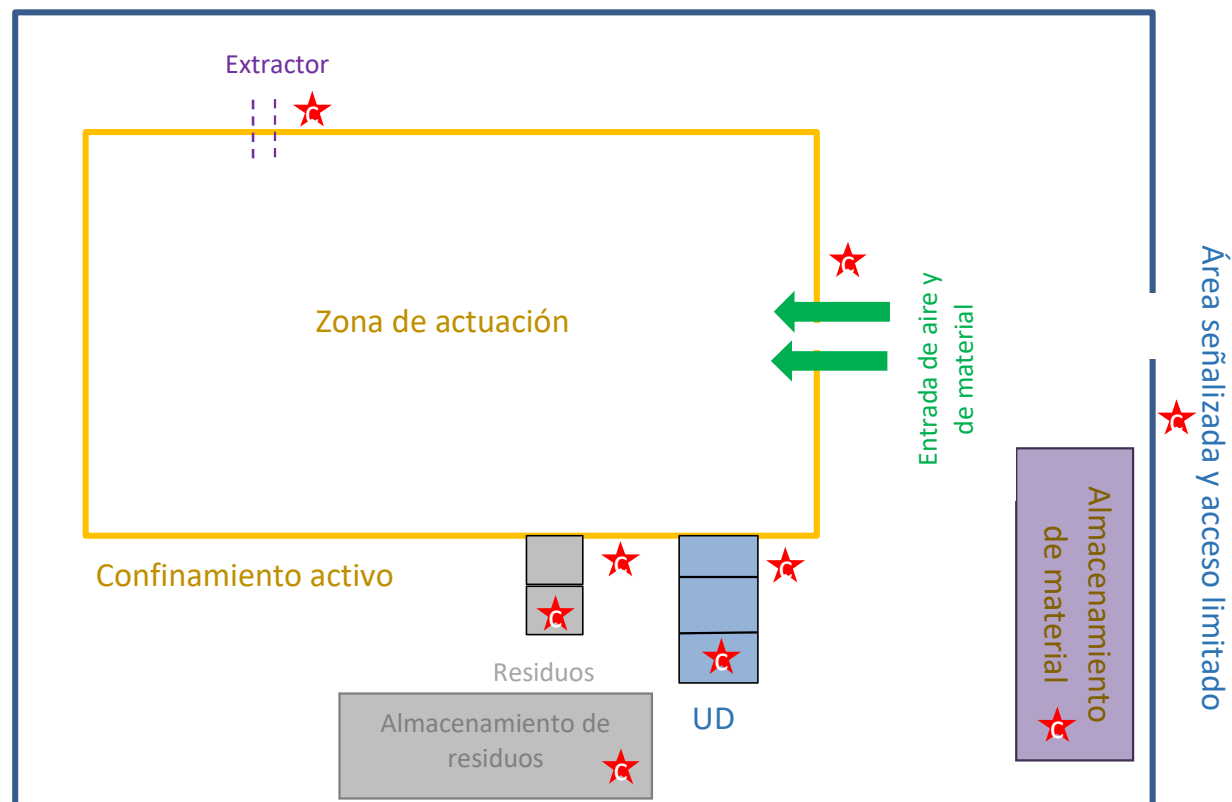 Extractor
C
C
Zona de actuación
Entrada de aire y
de material
Área señalizada y acceso limitado
C
Confinamiento activo
C
C
C
C
Almacenamiento
de material
C
Residuos
UD
Almacenamiento de
residuos
C